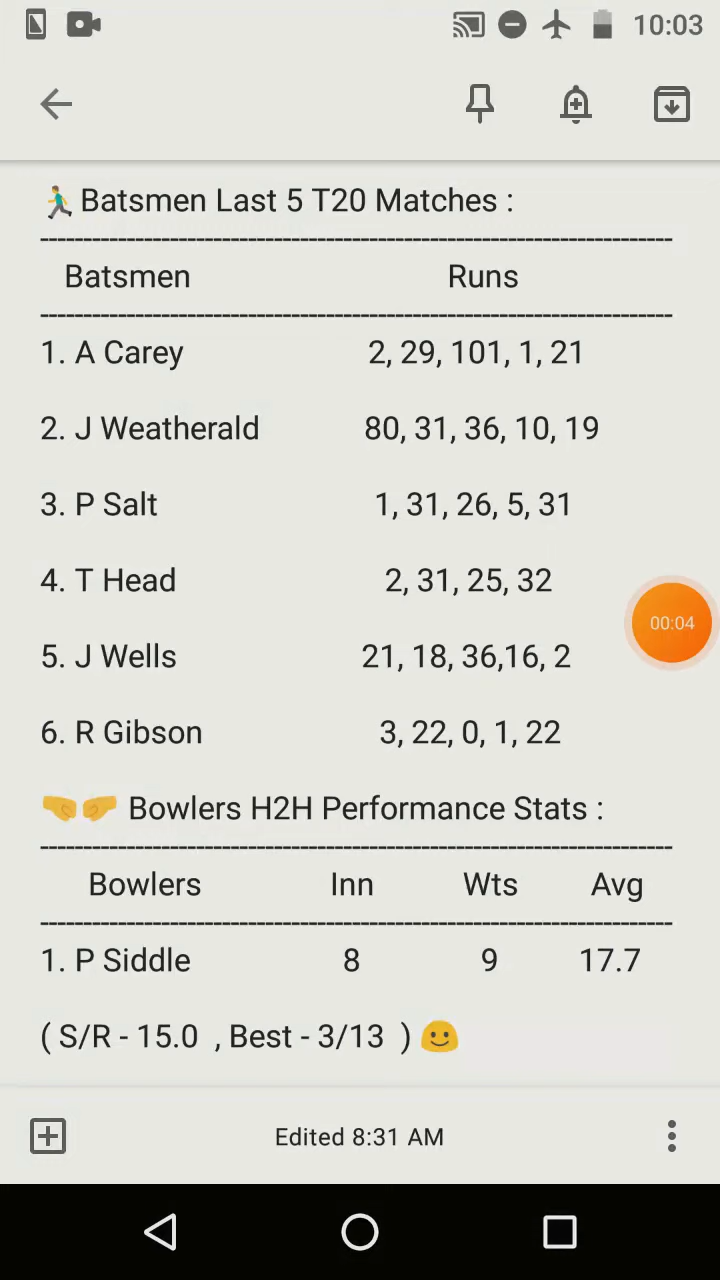 10:03
🏃‍♂️ Batsmen Last 5 T20 Matches :
----------------------------------------------------------------------
Batsmen Runs
----------------------------------------------------------------------
1. A Carey 2, 29, 101, 1, 21
2. J Weatherald 80, 31, 36, 10, 19
3. P Salt 1, 31, 26, 5, 31
4. T Head 2, 31, 25, 32
00:04
5. J Wells 21, 18, 36,16, 2
6. R Gibson 3, 22, 0, 1, 22
🤜🤛 Bowlers H2H Performance Stats :
----------------------------------------------------------------------
Bowlers Inn Wts Avg
----------------------------------------------------------------------
1. P Siddle 8 9 17.7
( S/R - 15.0 , Best - 3/13 ) 🙂
Edited 8:31 AM